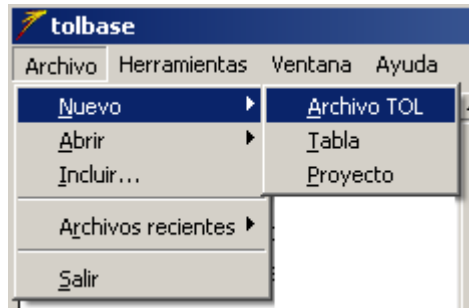 tolbase
Archivo Herramientas Ventana Ayuda
Nuevo Archivo TOL
Abrir Tabla
Incluir... Proyecto
Archivos recientes
Salir